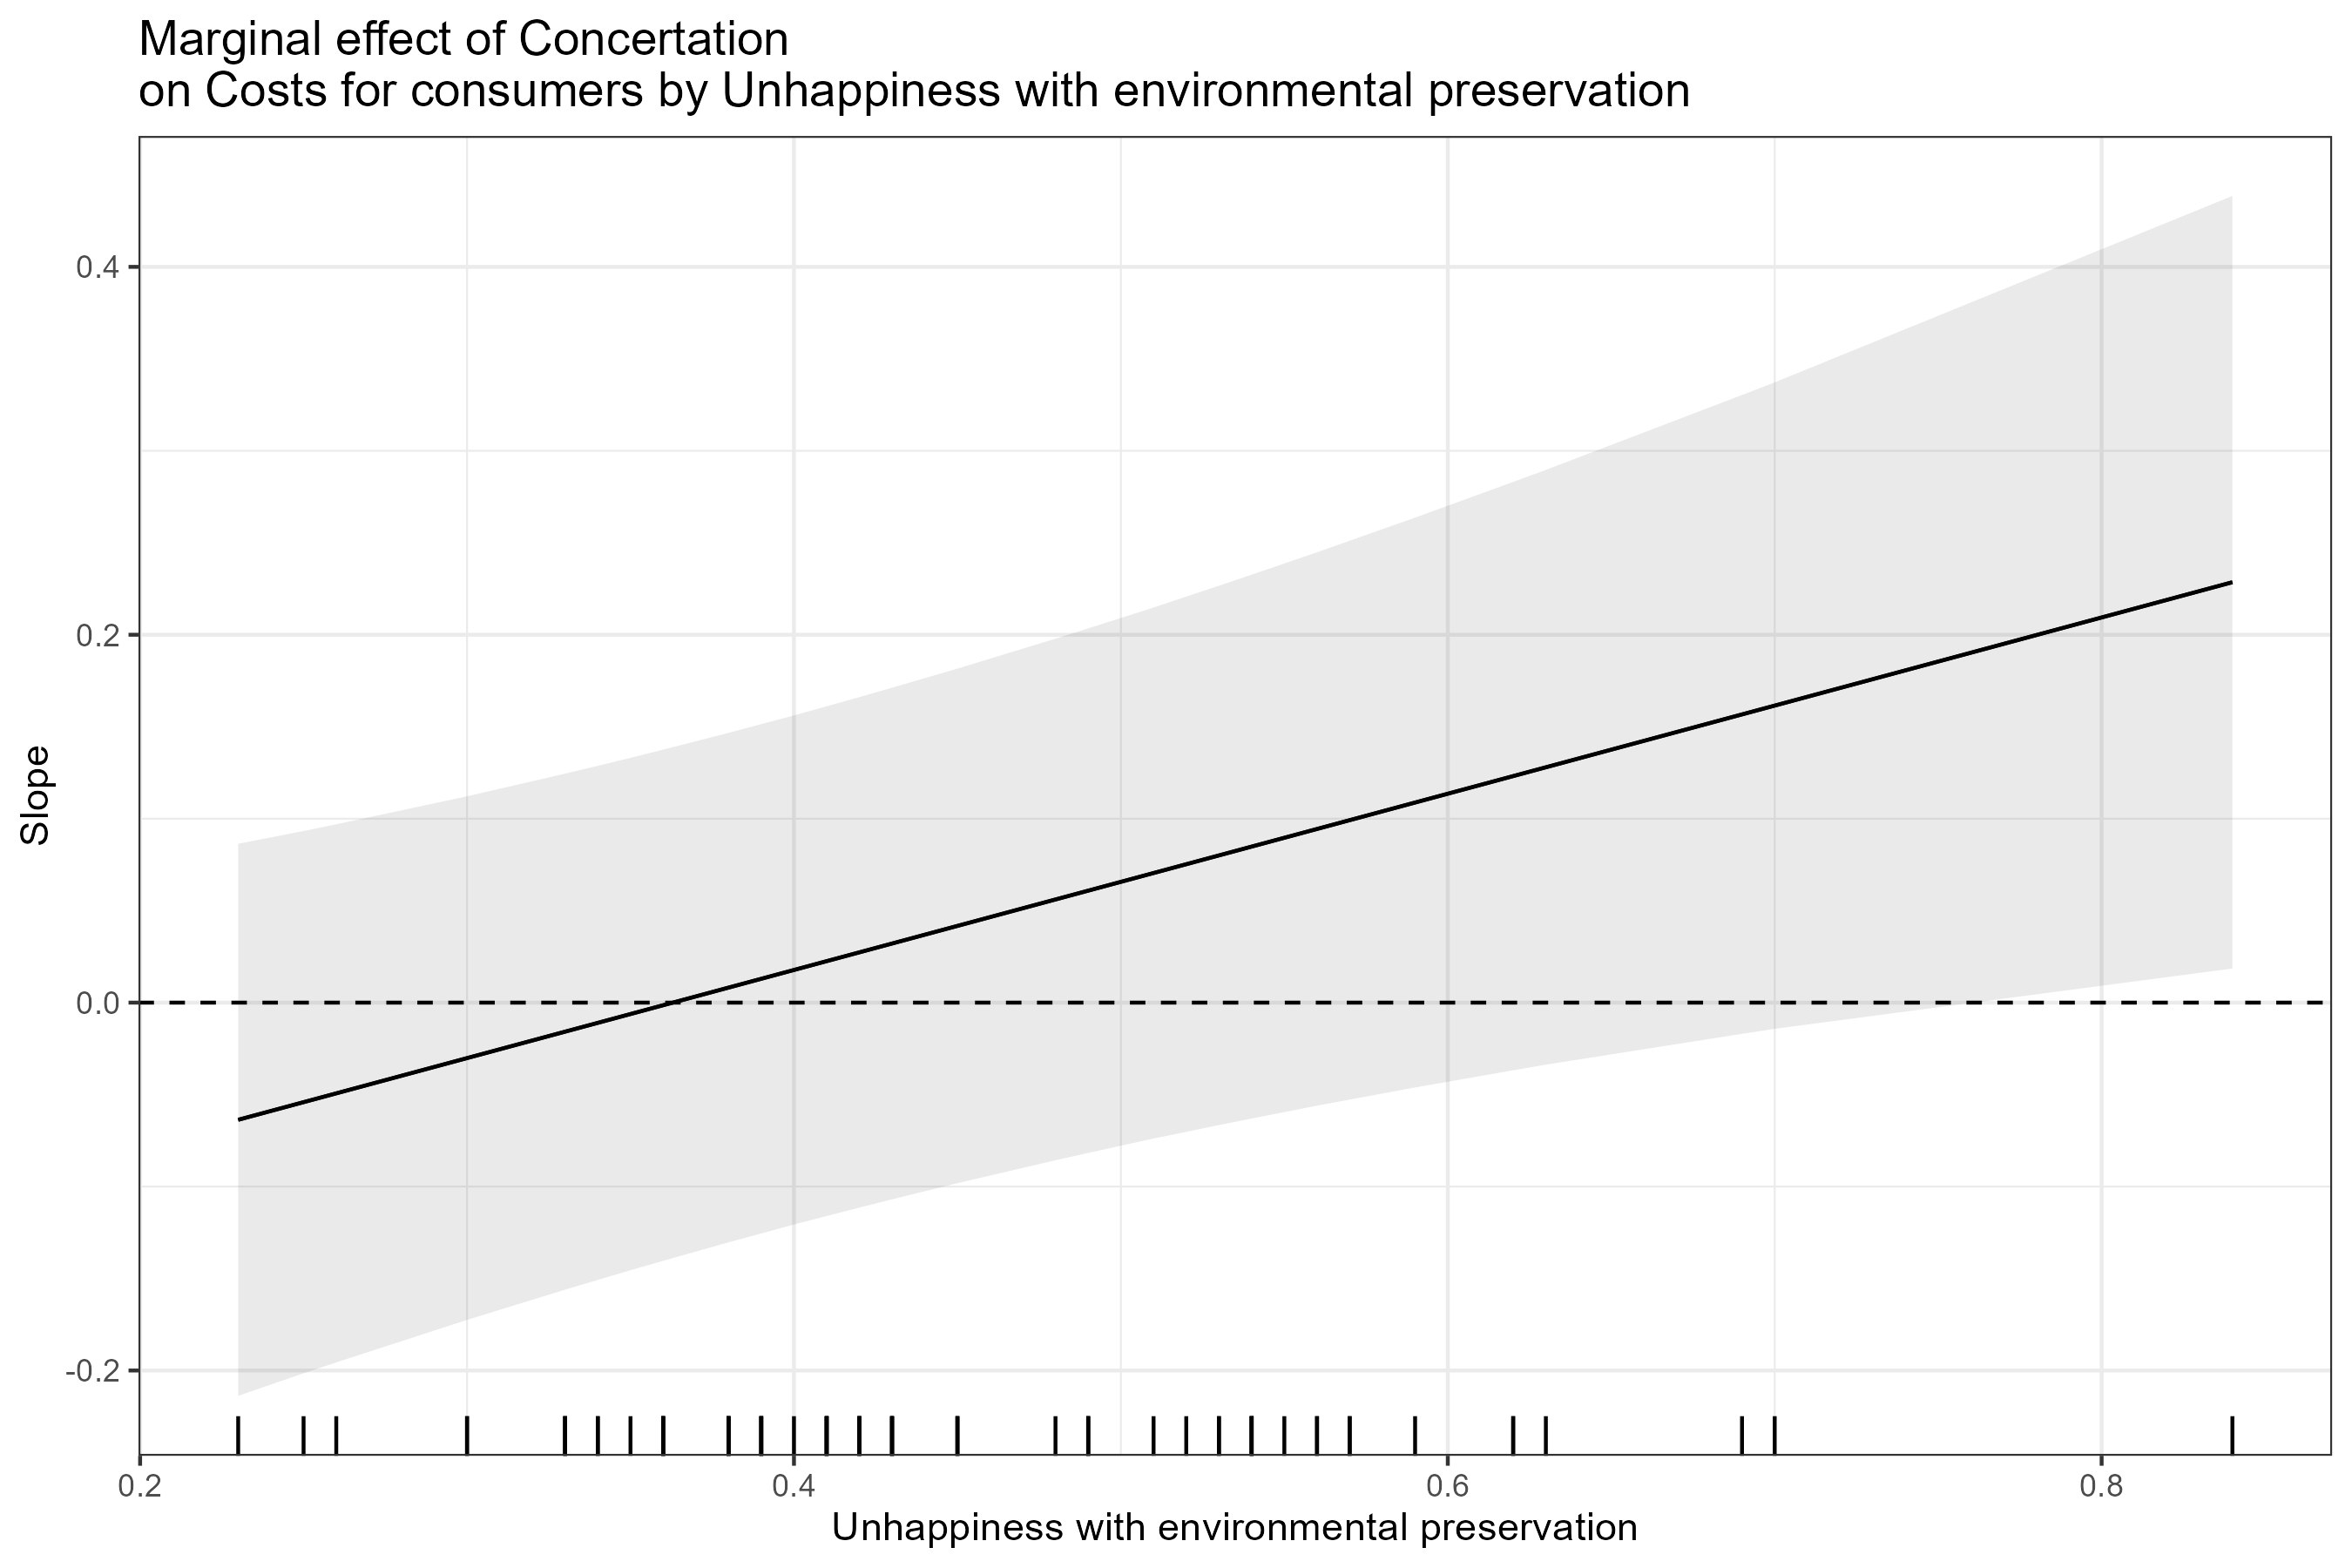 Marginal effect of Concertation
on Costs for consumers by Unhappiness with environmental preservation
0.4
0.2
0.0
-0.2
Slope
0.2
0.4
0.6
0.8
Unhappiness with environmental preservation